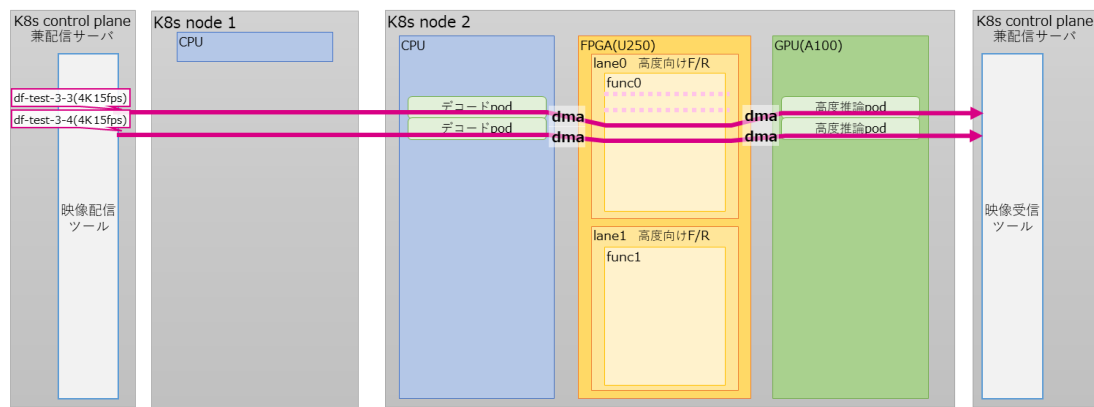 K8s control plane
兼配信サーバ
df-test-3-3(4K15fps)
df-test-3-4(4K15fps)
映像配信
ツール
K8s node 1
CPU
K8s node 2
CPU
デコードpod
デコードpod
dma
dma
FPGA(U250)
lane0 高度向けF/R
func0
lane1 高度向けF/R
func1
dma
dma
GPU(A100)
高度推論pod
高度推論pod
K8s control plane
兼配信サーバ
映像受信
ツール